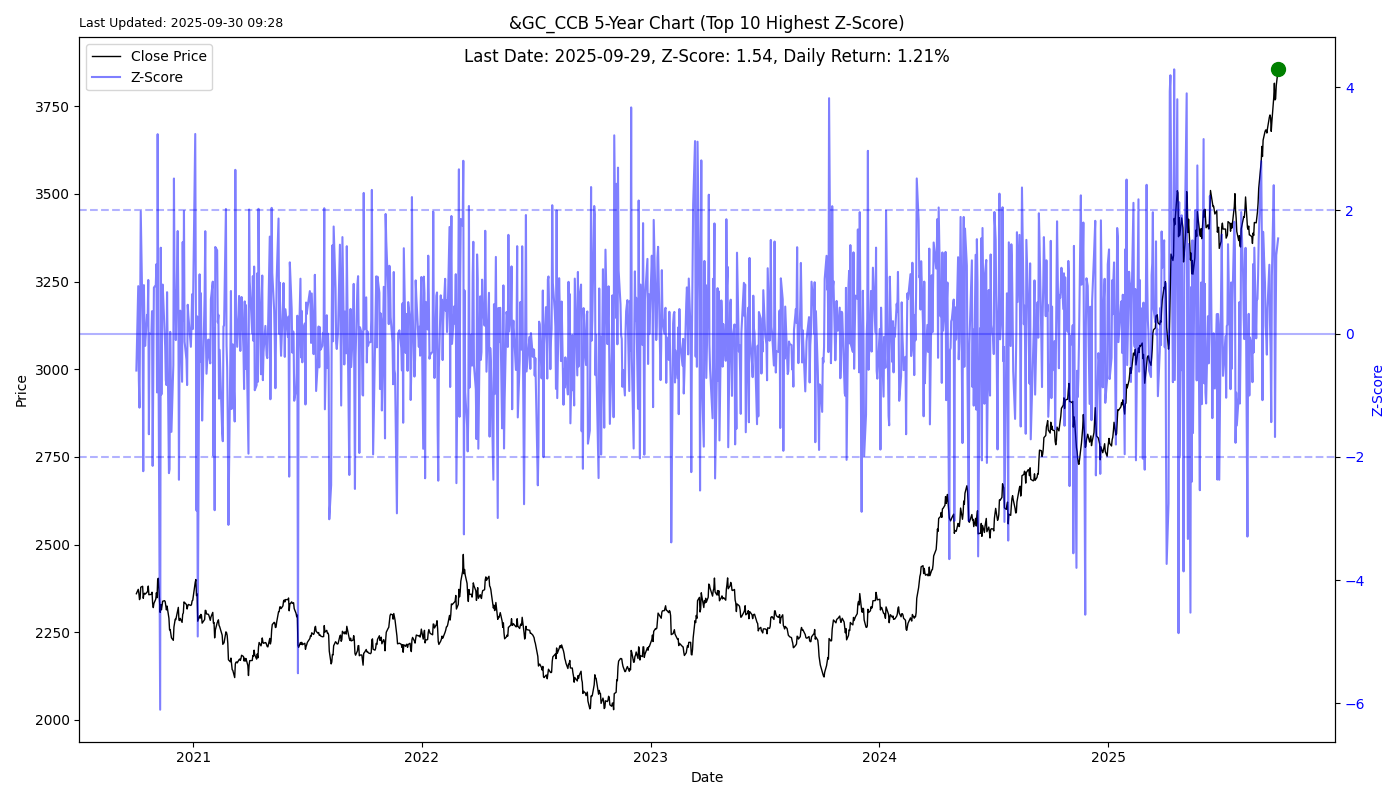 Last Updated: 2025-09-30 09:28
&GC_CCB 5-Year Chart (Top 10 Highest Z-Score)
Last Date: 2025-09-29, Z-Score: 1.54, Daily Return: 1.21%
Close Price
Z-Score
3750
3500
3250
3000
2750
2500
2250
2000
Price
4
2
0
−2
−4
−6
Z-Score
2021
2022
2023
2024
2025
Date